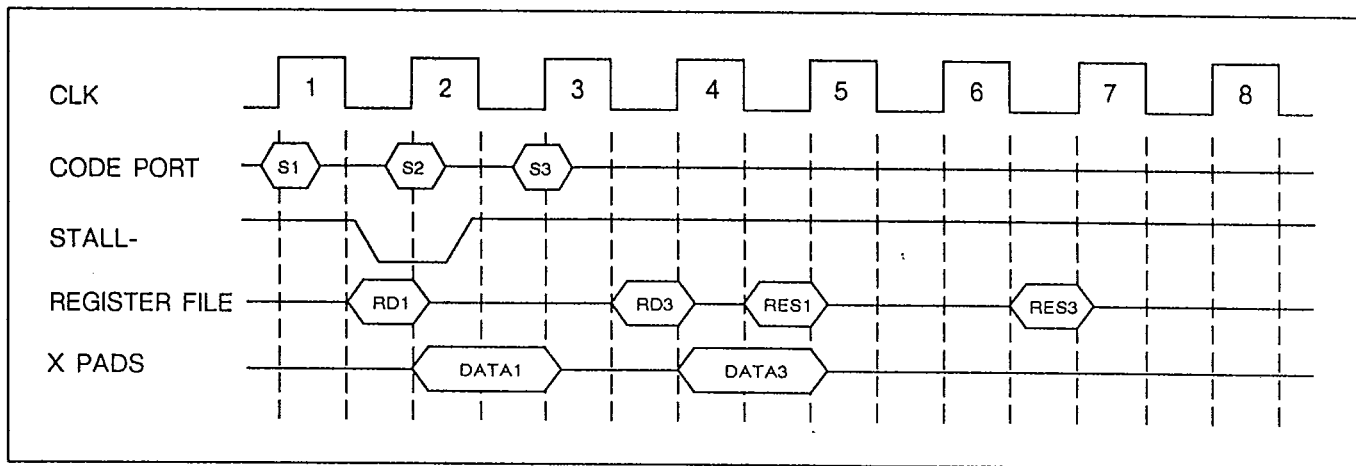 CLK 1 2 3 4 5 6 7 8
CODE PORT S1 S2 S3
STALL-
REGISTER FILE RD1 RD3 RES1 RES3
X PADS DATA1 DATA3